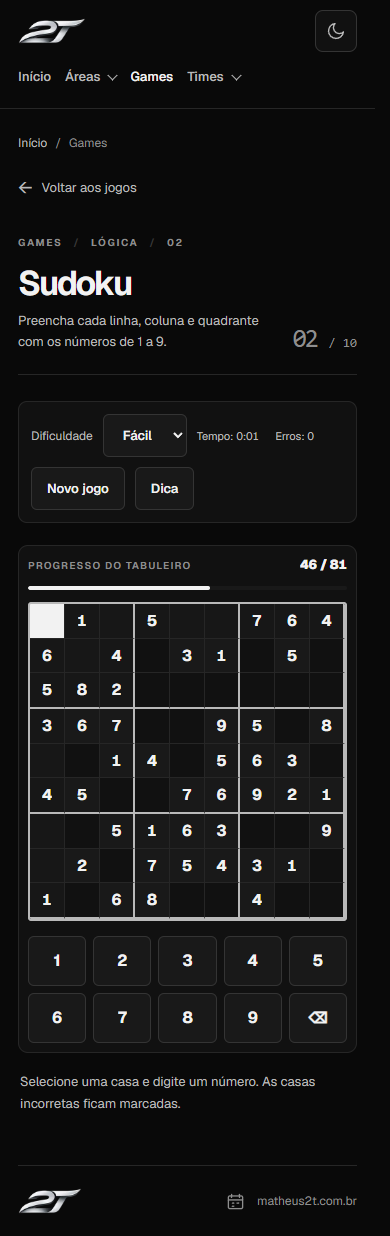 2T
Início Áreas Games Times
Início / Games
← Voltar aos jogos
GAMES / LÓGICA / 02
Sudoku
Preencha cada linha, coluna e quadrante
com os números de 1 a 9.
02 / 10
Dificuldade Fácil Tempo: 0:01 Erros: 0
Novo jogo Dica
PROGRESSO DO TABULEIRO 46 / 81
1 5 7 6 4
6 4 3 1 5
5 8 2
3 6 7 9 5 8
1 4 5 6 3
4 5 7 6 9 2 1
5 1 6 3 9
2 7 5 4 3 1
1 6 8 4
1 2 3 4 5
6 7 8 9 ⌫
Selecione uma casa e digite um número. As casas
incorretas ficam marcadas.
2T matheus2t.com.br